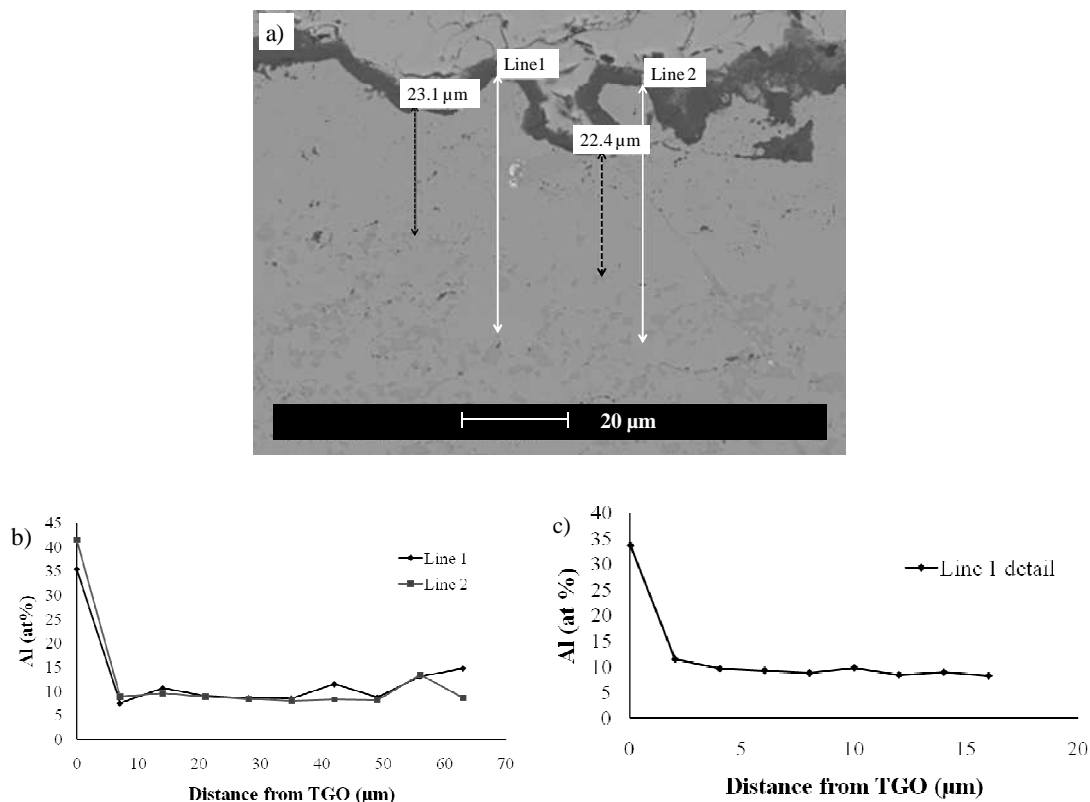 a)
Line1
Line 2
23.1 µm
22.4 µm
20 µm
b)
Al (at%)
45
40
35
30
25
20
15
10
5
0
0 10 20 30 40 50 60 70
Distance from TGO (µm)
Line 1
Line 2
c)
Al (at %)
40
35
30
25
20
15
10
5
0
0 5 10 15 20
Distance from TGO (µm)
Line 1 detail